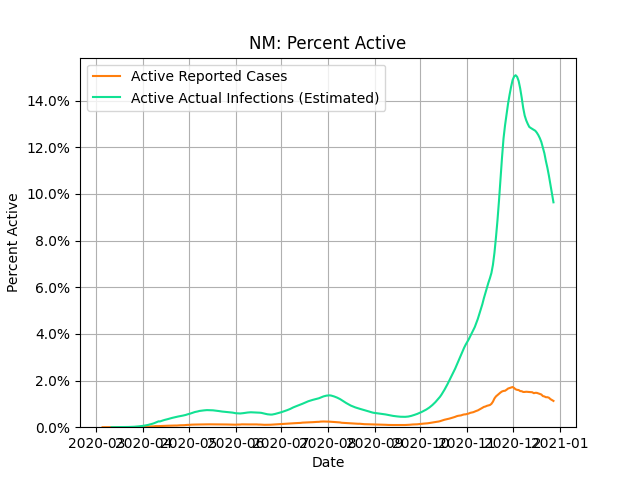 NM: Percent Active
Active Reported Cases
Active Actual Infections (Estimated)
Percent Active
14.0%
12.0%
10.0%
8.0%
6.0%
4.0%
2.0%
0.0%
2020-03 2020-04 2020-05 2020-06 2020-07 2020-08 2020-09 2020-10 2020-11 2020-12 2021-01
Date